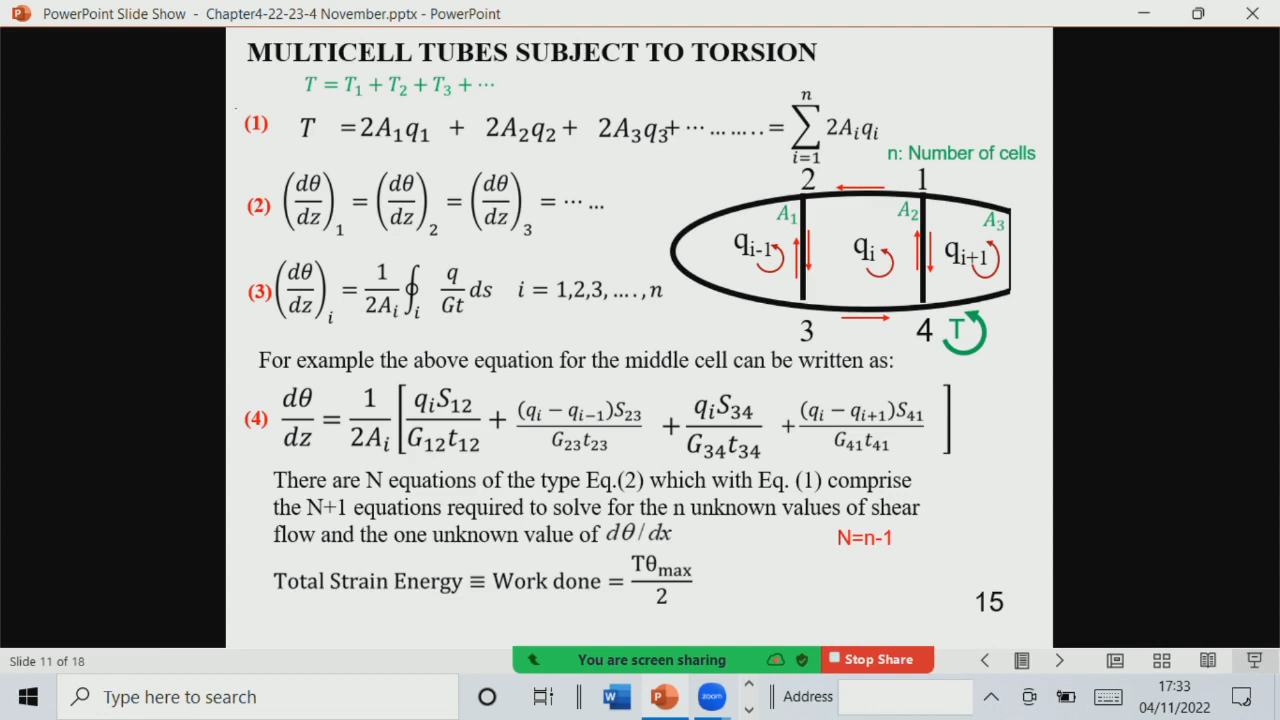 PowerPoint Slide Show - Chapter4-22-23-4 November.pptx - PowerPoint
MULTICELL TUBES SUBJECT TO TORSION
T = T₁ + T₂ + T₃ + ⋯
(1) T = 2A₁q₁ + 2A₂q₂ + 2A₃q₃ + ⋯ … … . . = ∑ᵢ₌₁ⁿ 2Aᵢqᵢ
n: Number of cells
(2) (dθ/dz)₁ = (dθ/dz)₂ = (dθ/dz)₃ = ⋯ …
2 1
A₁ A₂ A₃
qi-1 qi qi+1
3 4 T
(3) (dθ/dz)ᵢ = 1/2Aᵢ ∮ᵢ q/Gt ds i = 1,2,3, … . , n
For example the above equation for the middle cell can be written as:
(4) dθ/dz = 1/2Aᵢ [ qᵢS₁₂/G₁₂t₁₂ + (qᵢ − qᵢ₋₁)S₂₃/G₂₃t₂₃ + qᵢS₃₄/G₃₄t₃₄ + (qᵢ − qᵢ₊₁)S₄₁/G₄₁t₄₁ ]
There are N equations of the type Eq.(2) which with Eq. (1) comprise
the N+1 equations required to solve for the n unknown values of shear
flow and the one unknown value of dθ/dx
N=n-1
Total Strain Energy ≡ Work done = Tθmax/2
15
Slide 11 of 18
You are screen sharing
Stop Share
Type here to search
W
P
zoom
Address
17:33
04/11/2022